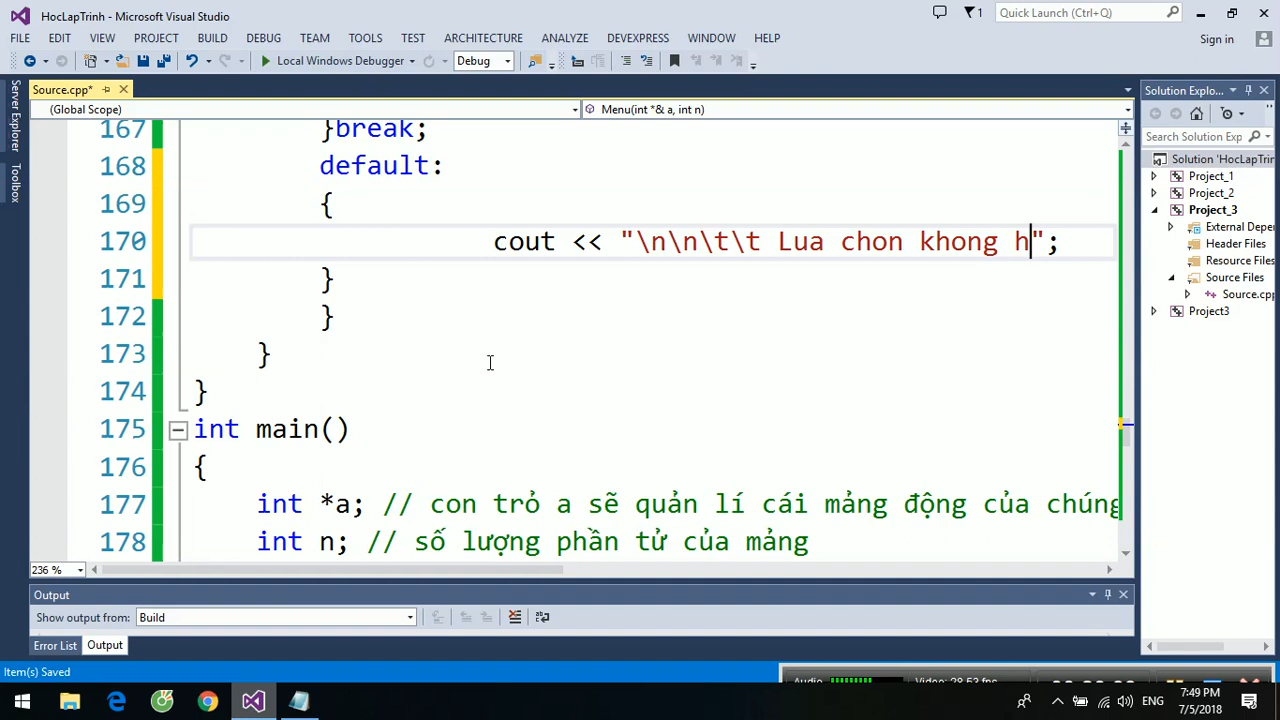 HocLapTrinh - Microsoft Visual Studio
1
Quick Launch (Ctrl+Q)
FILE EDIT VIEW PROJECT BUILD DEBUG TEAM TOOLS TEST ARCHITECTURE ANALYZE DEVEXPRESS WINDOW HELP
Sign in
Local Windows Debugger
Debug
Server Explorer
Toolbox
Source.cpp*
(Global Scope)
Menu(int *& a, int n)
167 }break;
168 default:
169 {
170 cout << "\n\n\t\t Lua chon khong h";
171 }
172 }
173 }
174 }
175 int main()
176 {
177 int *a; // con trỏ a sẽ quản lí cái mảng động của chúng
178 int n; // số lượng phần tử của mảng
236 %
Solution Explo...
Search Solution Exp
Solution 'HocLapTrin
Project_1
Project_2
Project_3
External Depe
Header Files
Resource Files
Source Files
Source.cpp
Project3
Output
Show output from: Build
Error List Output
Item(s) Saved
ENG
7:49 PM
7/5/2018